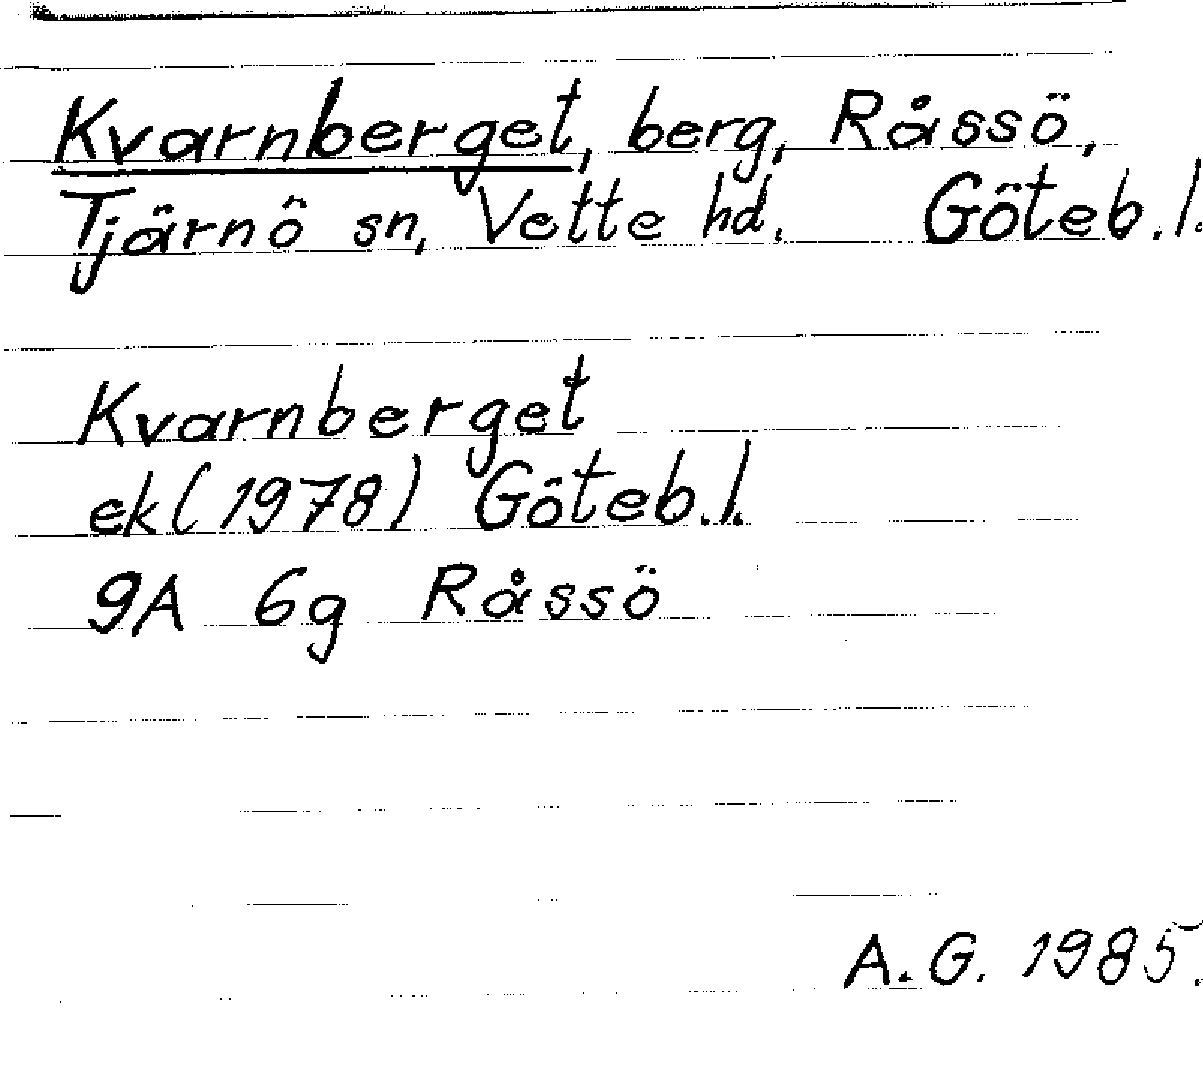 Kvarnberget, berg, Råssö,
Tjärnö sn, Vette hd. Göteb.l.
Kvarnberget
ek(1978) Göteb.l.
9A 6g Råssö
A.G. 1985.